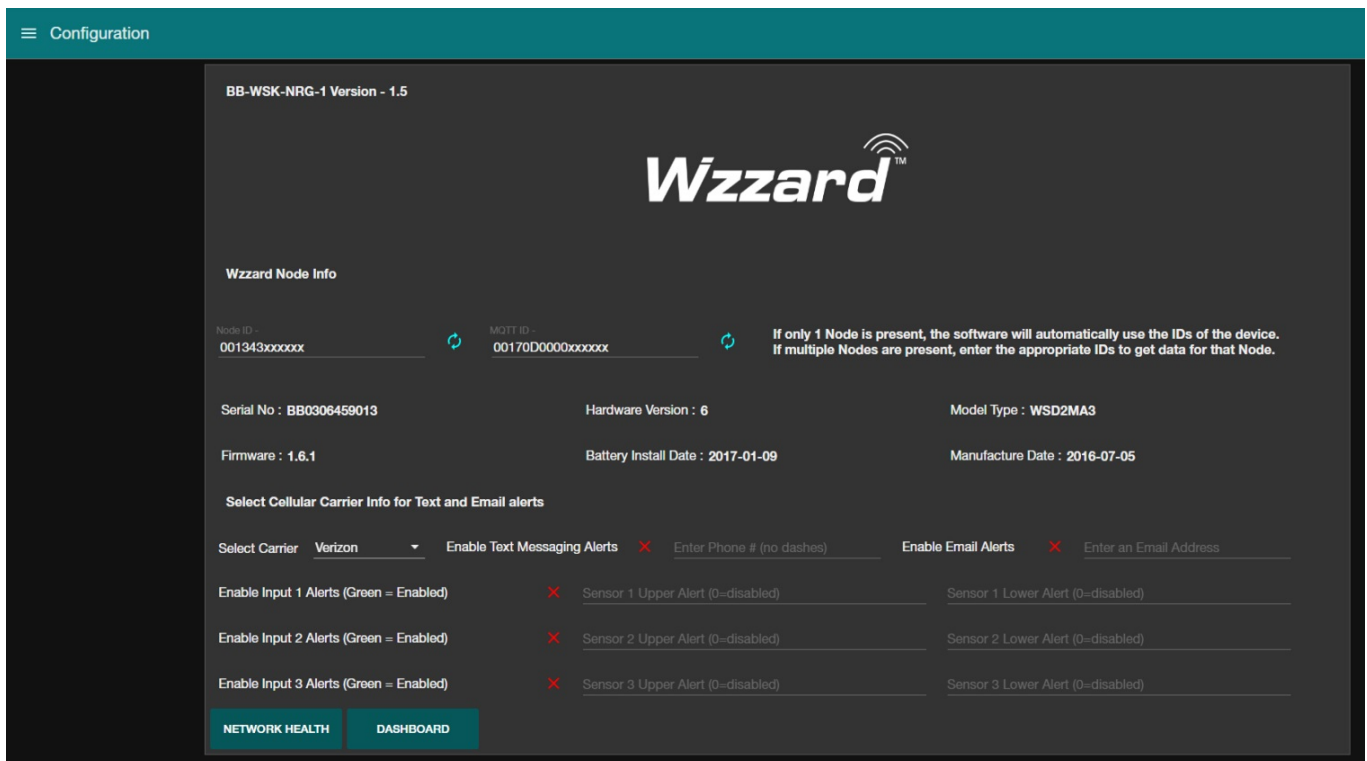 Configuration
BB-WSK-NRG-1 Version - 1.5
Wzzard™
Wzzard Node Info
Node ID -
001343xxxxxx
MQTT ID -
00170D0000xxxxxx
If only 1 Node is present, the software will automatically use the IDs of the device.
If multiple Nodes are present, enter the appropriate IDs to get data for that Node.
Serial No : BB0306459013 Hardware Version : 6 Model Type : WSD2MA3
Firmware : 1.6.1 Battery Install Date : 2017-01-09 Manufacture Date : 2016-07-05
Select Cellular Carrier Info for Text and Email alerts
Select Carrier Verizon Enable Text Messaging Alerts Enter Phone # (no dashes) Enable Email Alerts Enter an Email Address
Enable Input 1 Alerts (Green = Enabled) Sensor 1 Upper Alert (0=disabled) Sensor 1 Lower Alert (0=disabled)
Enable Input 2 Alerts (Green = Enabled) Sensor 2 Upper Alert (0=disabled) Sensor 2 Lower Alert (0=disabled)
Enable Input 3 Alerts (Green = Enabled) Sensor 3 Upper Alert (0=disabled) Sensor 3 Lower Alert (0=disabled)
NETWORK HEALTH DASHBOARD